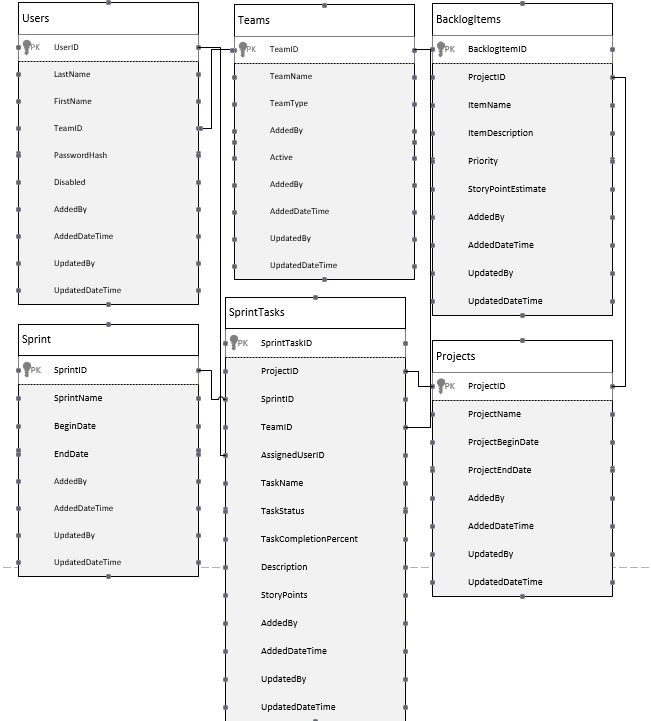 Users
PK UserID
LastName
FirstName
TeamID
PasswordHash
Disabled
AddedBy
AddedDateTime
UpdatedBy
UpdatedDateTime
Teams
PK TeamID
TeamName
TeamType
AddedBy
Active
AddedBy
AddedDateTime
UpdatedBy
UpdatedDateTime
BacklogItems
PK BacklogItemID
ProjectID
ItemName
ItemDescription
Priority
StoryPointEstimate
AddedBy
AddedDateTime
UpdatedBy
UpdatedDateTime
Sprint
PK SprintID
SprintName
BeginDate
EndDate
AddedBy
AddedDateTime
UpdatedBy
UpdatedDateTime
SprintTasks
PK SprintTaskID
ProjectID
SprintID
TeamID
AssignedUserID
TaskName
TaskStatus
TaskCompletionPercent
Description
StoryPoints
AddedBy
AddedDateTime
UpdatedBy
UpdatedDateTime
Projects
PK ProjectID
ProjectName
ProjectBeginDate
ProjectEndDate
AddedBy
AddedDateTime
UpdatedBy
UpdatedDateTime